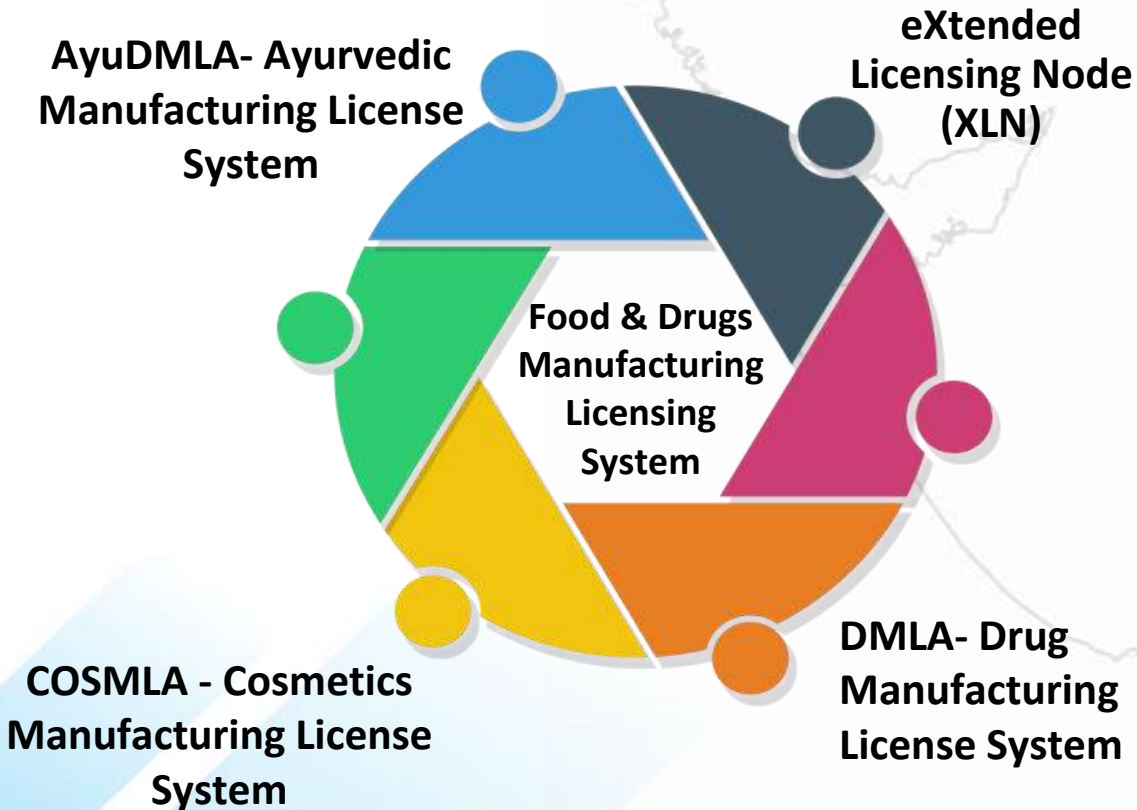 AyuDMLA- Ayurvedic
Manufacturing License
System
eXtended
Licensing Node
(XLN)
Food & Drugs
Manufacturing
Licensing
System
COSMLA - Cosmetics
Manufacturing License
System
DMLA- Drug
Manufacturing
License System